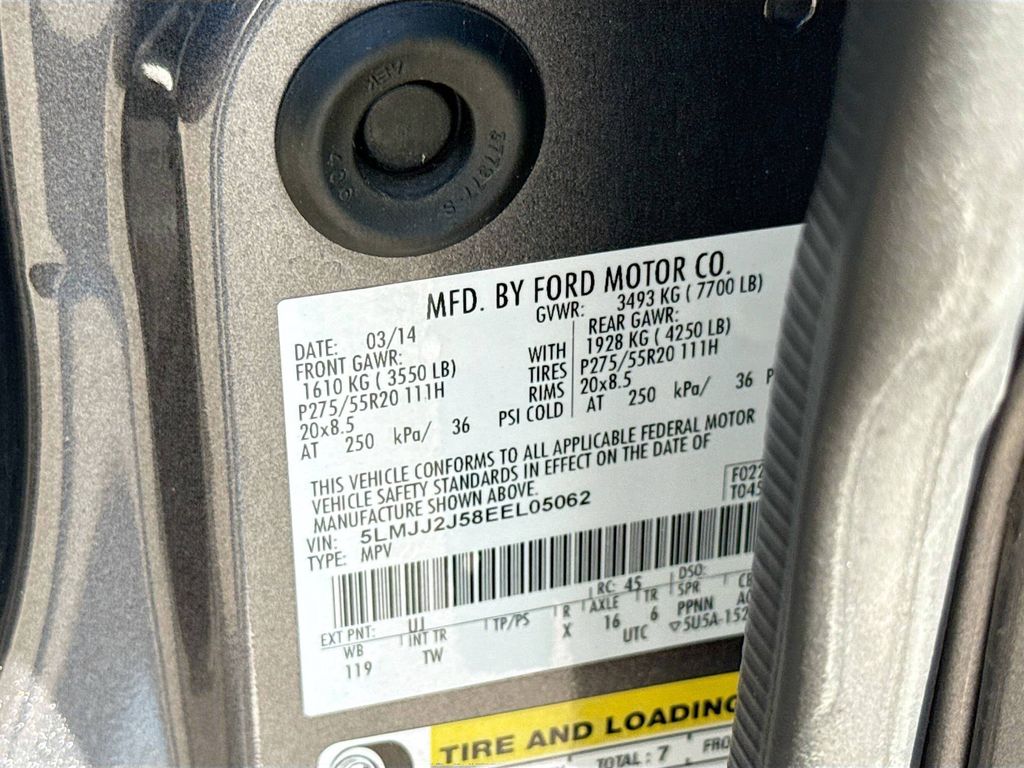 MFD. BY FORD MOTOR CO.
DATE: 03/14 GVWR: 3493 KG ( 7700 LB)
FRONT GAWR: REAR GAWR:
1610 KG ( 3550 LB) WITH 1928 KG ( 4250 LB)
P275/55R20 111H TIRES P275/55R20 111H
20x8.5 RIMS 20x8.5
AT 250 kPa/ 36 PSI COLD AT 250 kPa/ 36 P
THIS VEHICLE CONFORMS TO ALL APPLICABLE FEDERAL MOTOR
VEHICLE SAFETY STANDARDS IN EFFECT ON THE DATE OF
MANUFACTURE SHOWN ABOVE.
F022
VIN: 5LMJJ2J58EEL05062
T045
TYPE: MPV
RC: 45 DSO:
EXT PNT: UJ
WB INT TR TP/PS R AXLE TR SPR
119 TW X 16 6 PPNN
UTC ▽5U5A-152
TIRE AND LOADING
TOTAL: 7 FRO